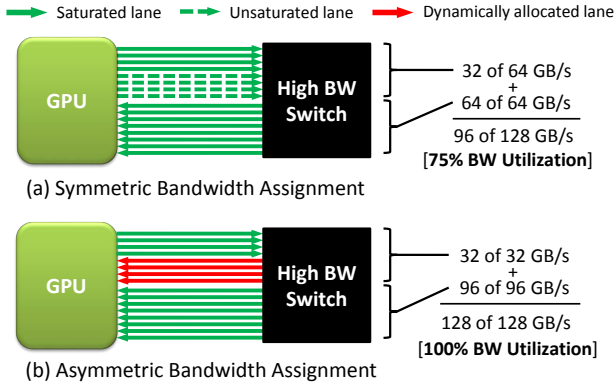 Saturated lane Unsaturated lane Dynamically allocated lane
GPU
High BW
Switch
32 of 64 GB/s
+
64 of 64 GB/s
96 of 128 GB/s
[75% BW Utilization]
(a) Symmetric Bandwidth Assignment
GPU
High BW
Switch
32 of 32 GB/s
+
96 of 96 GB/s
128 of 128 GB/s
[100% BW Utilization]
(b) Asymmetric Bandwidth Assignment